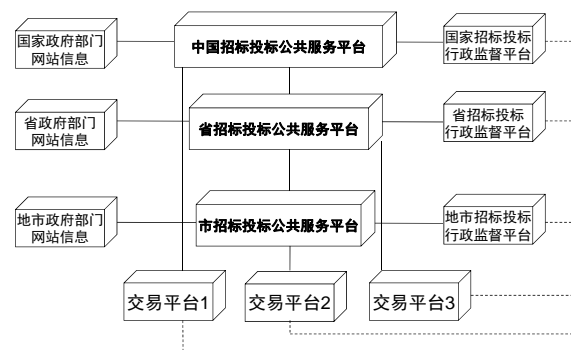 国家政府部门
网站信息
中国招标投标公共服务平台
国家招标投标
行政监督平台
省政府部门
网站信息
省招标投标公共服务平台
省招标投标
行政监督平台
地市政府部门
网站信息
市招标投标公共服务平台
地市招标投标
行政监督平台
交易平台1
交易平台2
交易平台3